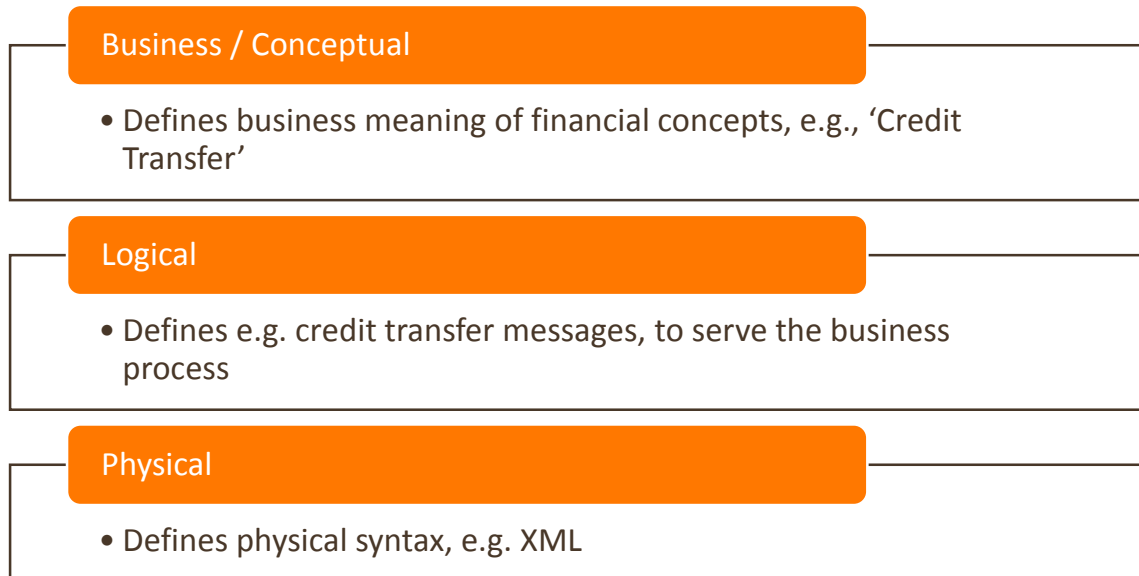 Business / Conceptual
• Defines business meaning of financial concepts, e.g., ‘Credit
Transfer’
Logical
• Defines e.g. credit transfer messages, to serve the business
process
Physical
• Defines physical syntax, e.g. XML